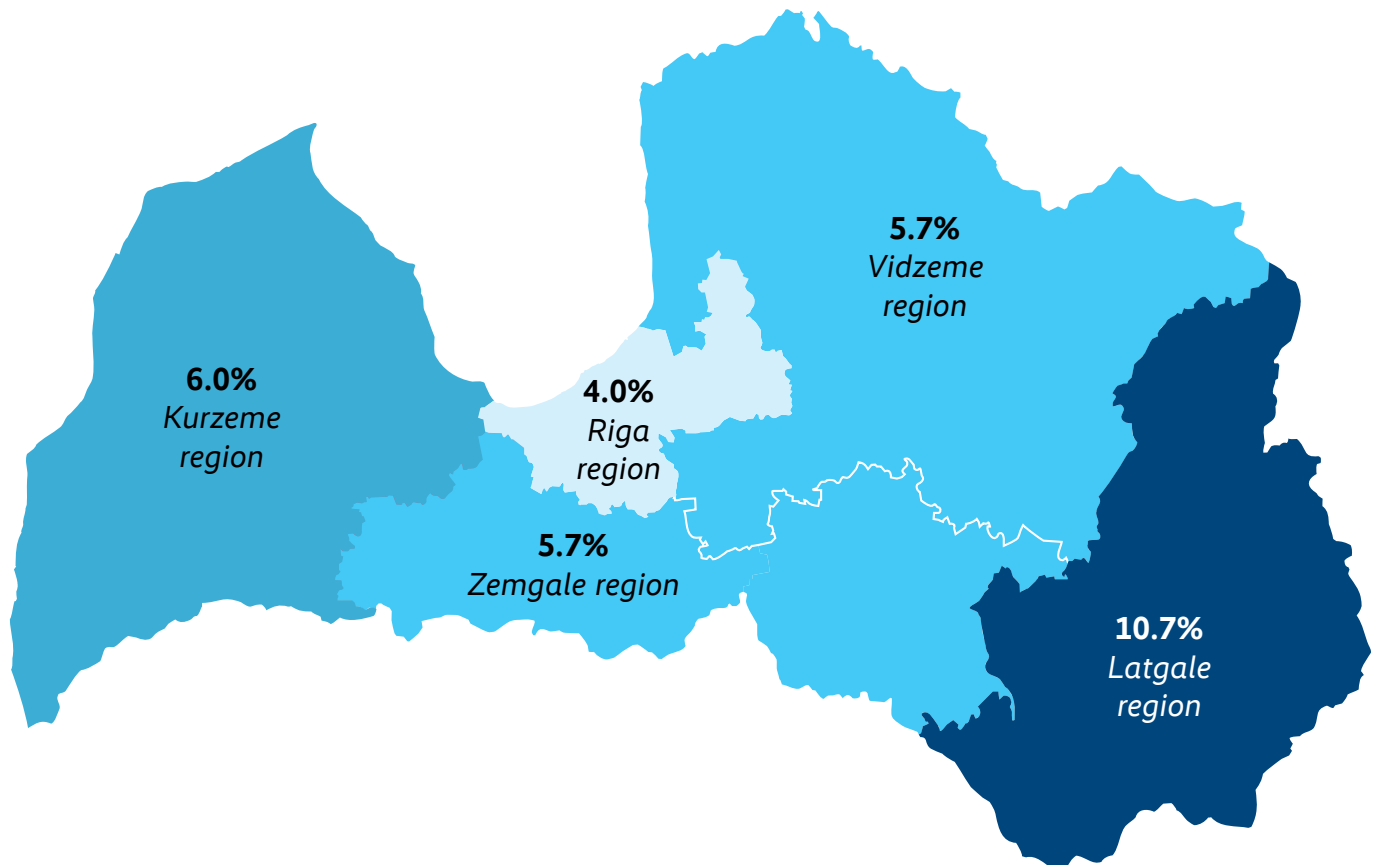 5.7%
Vidzeme
region
6.0%
Kurzeme
region
4.0%
Riga
region
5.7%
Zemgale region
10.7%
Latgale
region